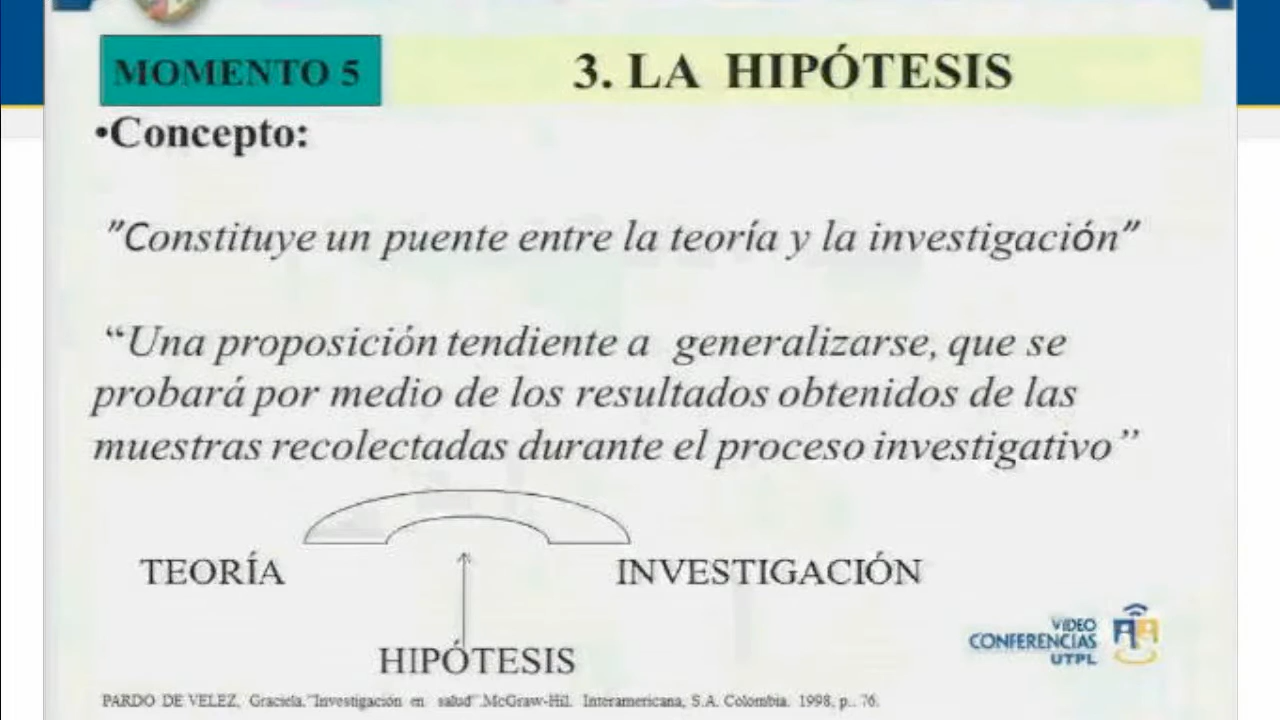 MOMENTO 5
3. LA HIPÓTESIS
•Concepto:
"Constituye un puente entre la teoría y la investigación"
“Una proposición tendiente a generalizarse, que se
probará por medio de los resultados obtenidos de las
muestras recolectadas durante el proceso investigativo”
TEORÍA
INVESTIGACIÓN
HIPÓTESIS
VIDEO
CONFERENCIAS
UTPL
PARDO DE VELEZ, Graciela."Investigación en salud".McGraw-Hil. Interamericana, S.A. Colombia. 1998, p.. 76.